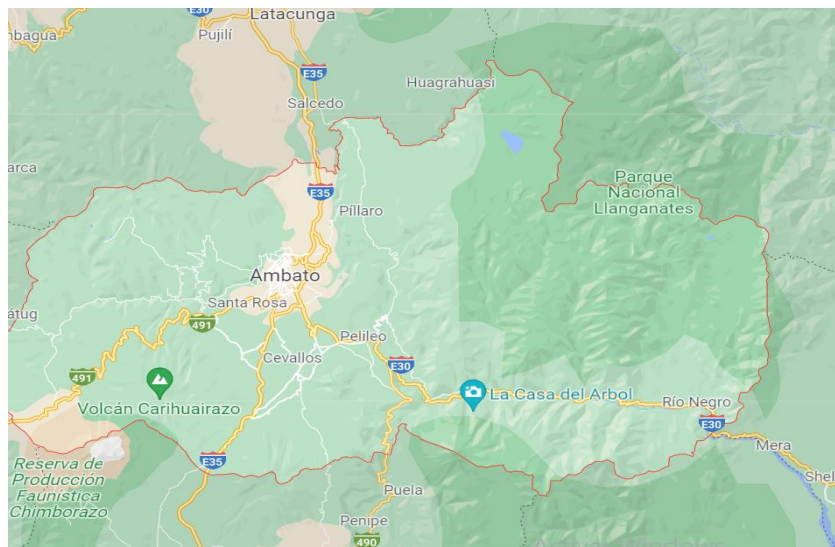 E30
Latacunga
mbagua
Pujilí
E35
Huagrahuasi
Salcedo
arca
E35
Parque
Nacional
Llanganates
Píllaro
Ambato
Santa Rosa
átug
491
Pelileo
Cevallos
E30
491
La Casa del Arbol
Volcán Carihuairazo
Río Negro
E30
Mera
E35
Reserva de
Producción
Faunística
Chimborazo
Shel
Puela
Penipe
490